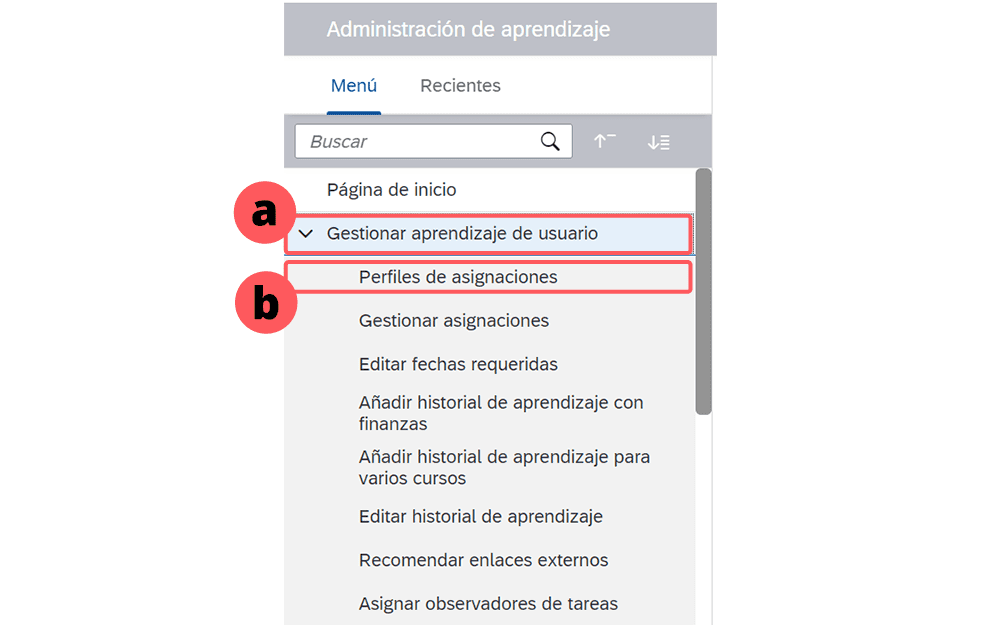 Administración de aprendizaje
Menú Recientes
Buscar
Página de inicio
a
Gestionar aprendizaje de usuario
Perfiles de asignaciones
b
Gestionar asignaciones
Editar fechas requeridas
Añadir historial de aprendizaje con
finanzas
Añadir historial de aprendizaje para
varios cursos
Editar historial de aprendizaje
Recomendar enlaces externos
Asignar observadores de tareas